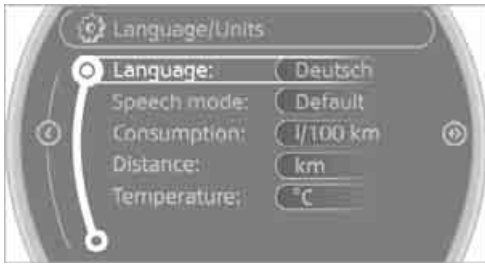 Language/Units
Language: Deutsch
Speech mode: Default
Consumption: l/100 km
Distance: km
Temperature: °C